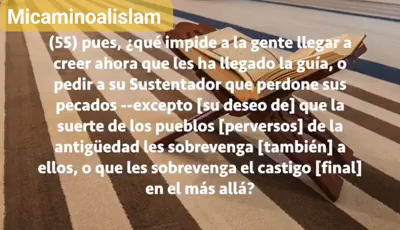 Micaminoalislam
(55) pues, ¿qué impide a la gente llegar a
creer ahora que les ha llegado la guía, o
pedir a su Sustentador que perdone sus
pecados --excepto [su deseo de] que la
suerte de los pueblos [perversos] de la
antigüedad les sobrevenga [también] a
ellos, o que les sobrevenga el castigo [final]
en el más allá?